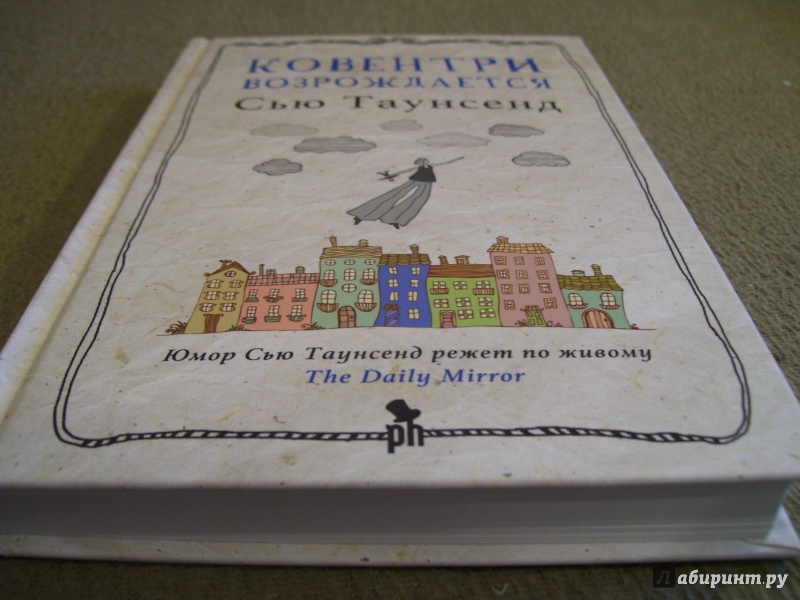 КОВЕНТРИ
ВОЗРОЖДАЕТСЯ
Сью Таунсенд
Юмор Сью Таунсенд режет по живому
The Daily Mirror
ph
Лабиринт.ру